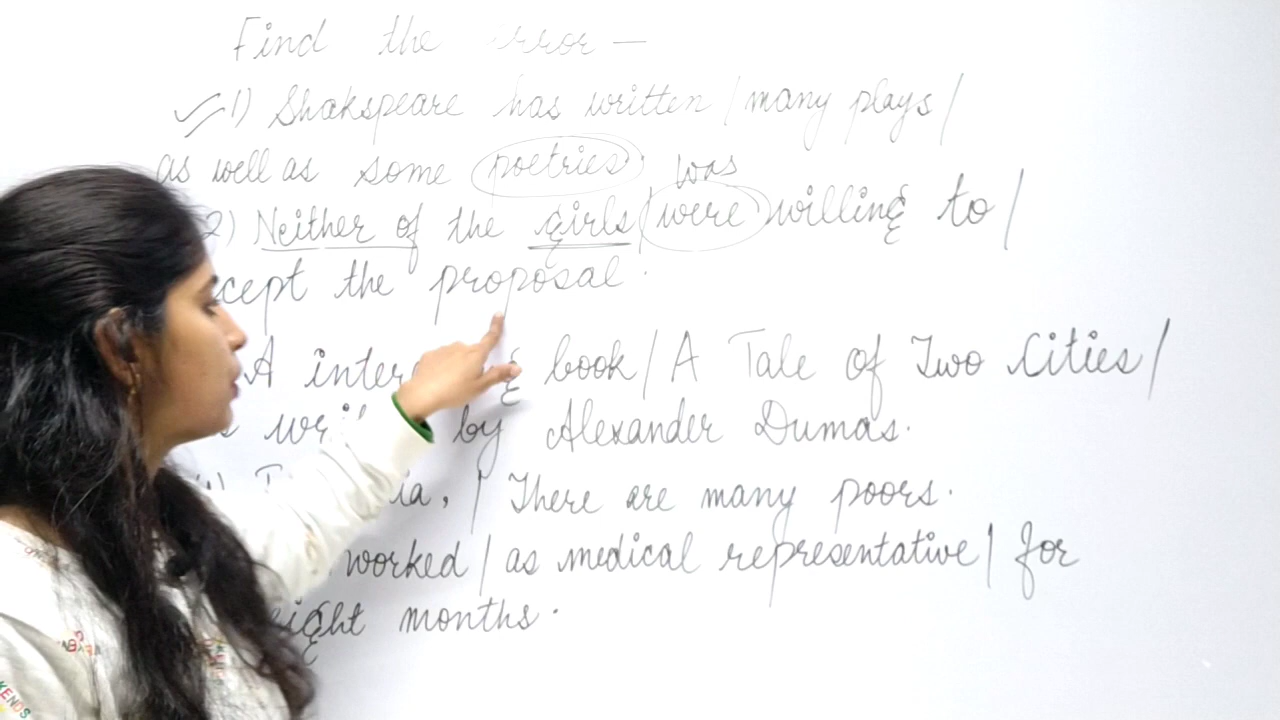 Find the error —
1) Shakspeare has written / many plays /
as well as some poetries. was
2) Neither of the girls / were willing to /
cept the proposal.
A book / A Tale of Two Cities /
by Alexander Dumas.
There are many poors.
worked / as medical representative / for
eight months.